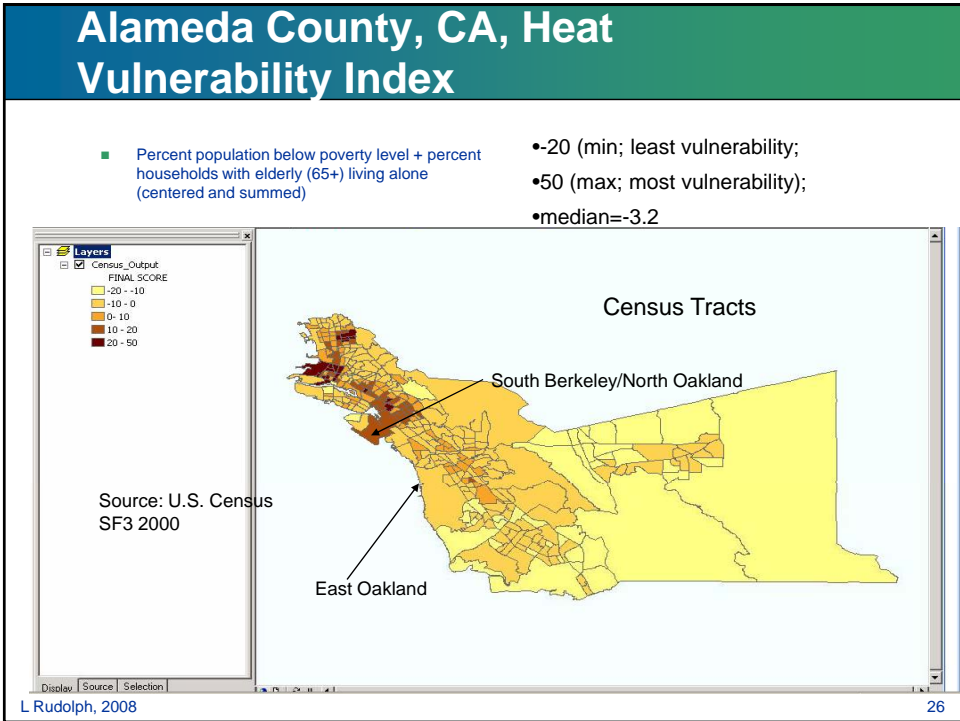 Alameda County, CA, Heat
Vulnerability Index
Percent population below poverty level + percent
households with elderly (65+) living alone
(centered and summed)
•-20 (min; least vulnerability;
•50 (max; most vulnerability);
•median=-3.2
Layers
Census_Output
FINAL SCORE
-20 - -10
-10 - 0
0- 10
10 - 20
20 - 50
Census Tracts
South Berkeley/North Oakland
Source: U.S. Census
SF3 2000
East Oakland
Display Source Selection
L Rudolph, 2008
26